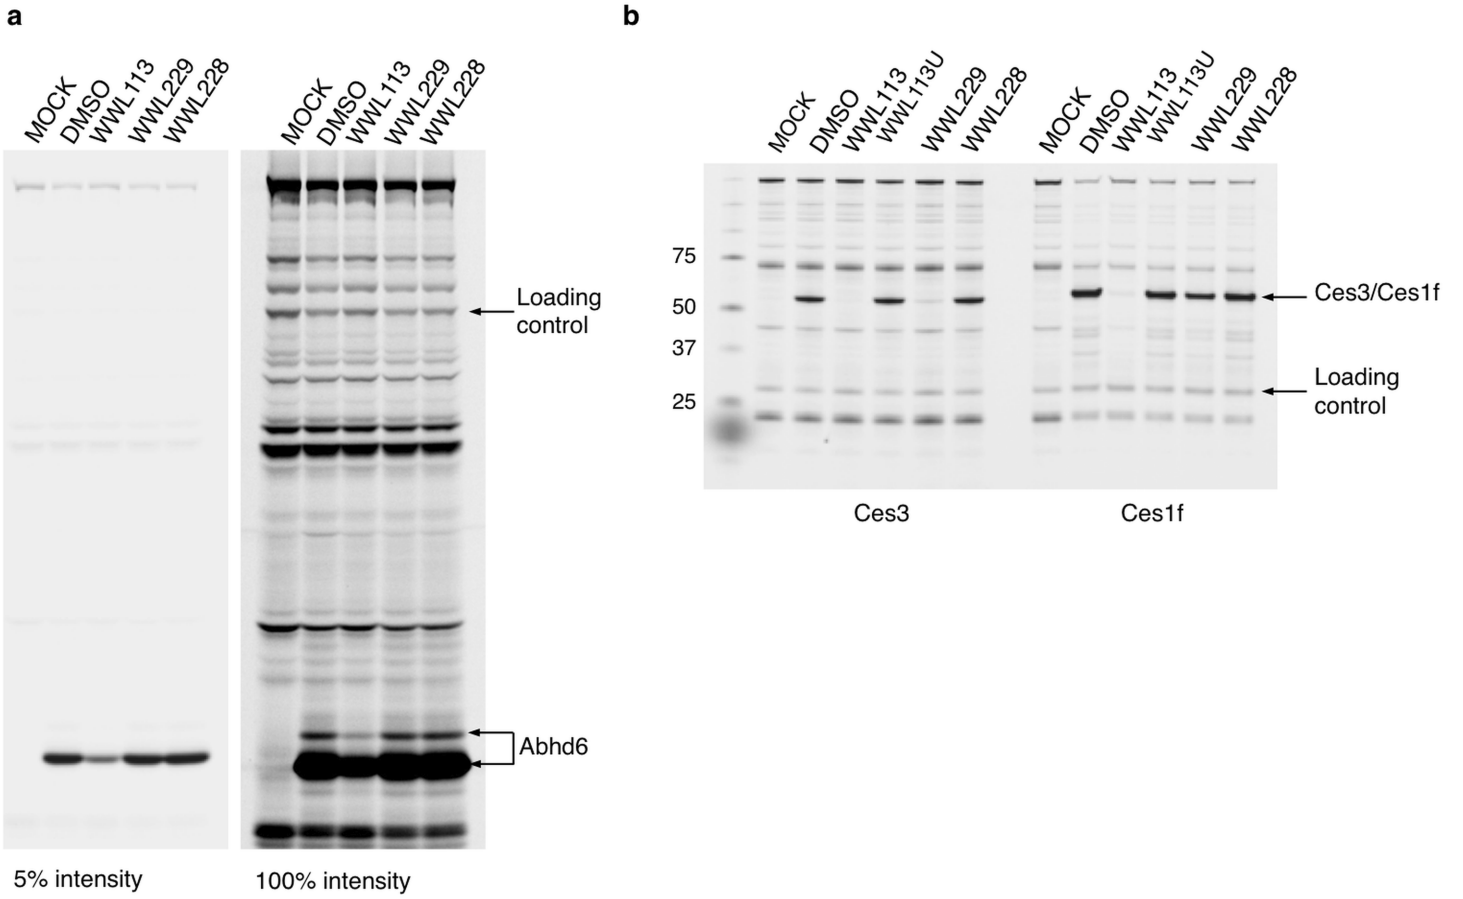 a
b
MOCK
DMSO
WWL113
WWL229
WWL228
MOCK
DMSO
WWL113
WWL229
WWL228
MOCK
DMSO
WWL113
WWL113U
WWL229
WWL228
MOCK
DMSO
WWL113
WWL113U
WWL229
WWL228
75
50
37
25
Loading
control
Ces3/Ces1f
Loading
control
Ces3
Ces1f
Abhd6
5% intensity
100% intensity